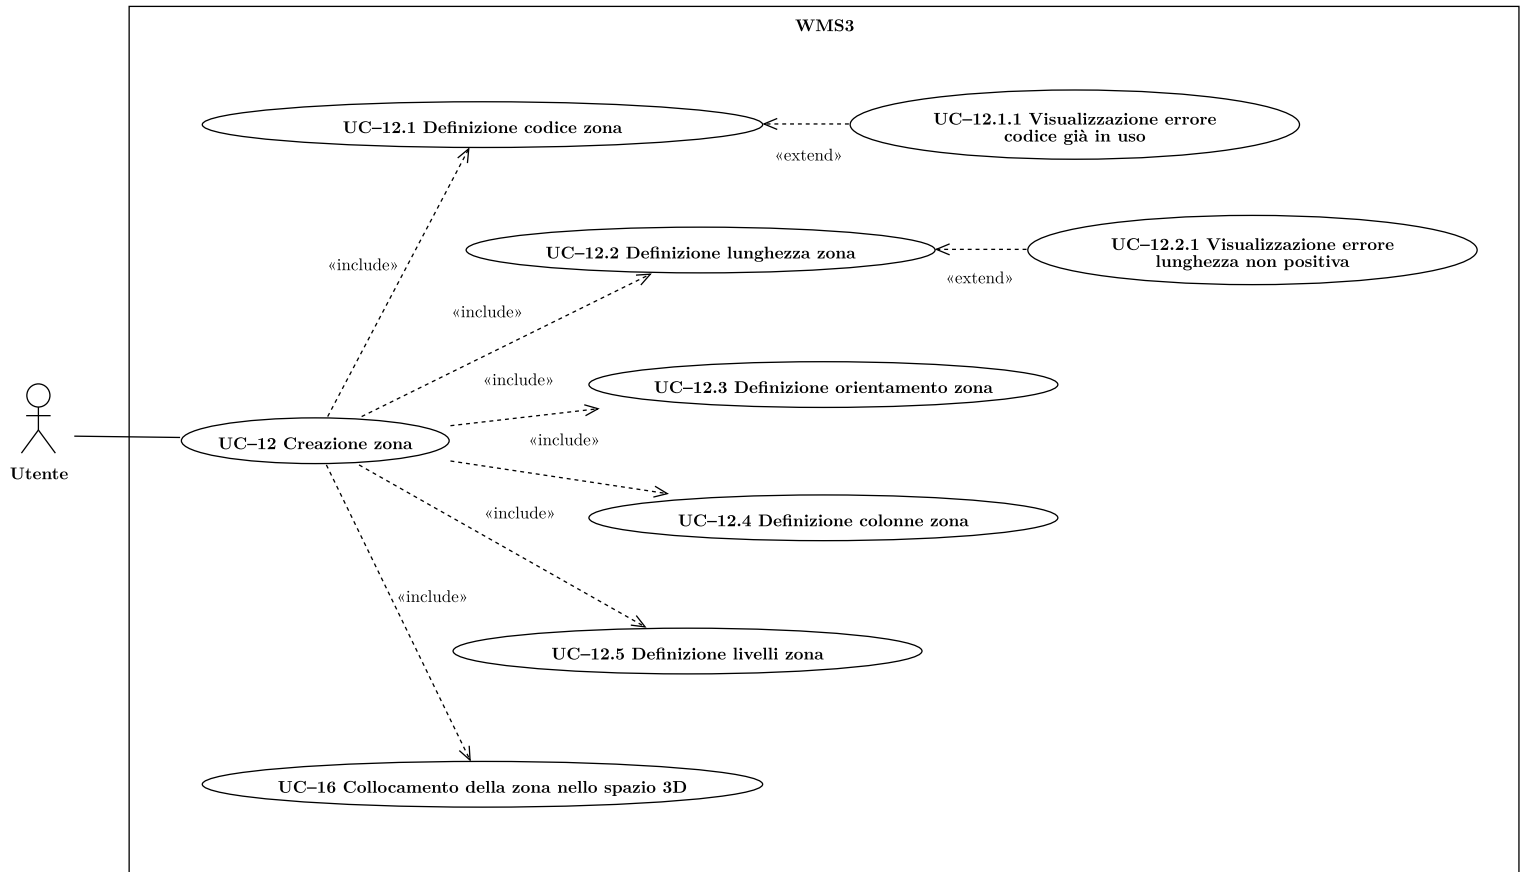 WMS3
UC–12.1 Definizione codice zona
UC–12.1.1 Visualizzazione errore
codice già in uso
«extend»
UC–12.2 Definizione lunghezza zona
UC–12.2.1 Visualizzazione errore
lunghezza non positiva
«include»
«extend»
«include»
«include»
UC–12.3 Definizione orientamento zona
«include»
UC–12 Creazione zona
Utente
«include»
UC–12.4 Definizione colonne zona
«include»
UC–12.5 Definizione livelli zona
UC–16 Collocamento della zona nello spazio 3D